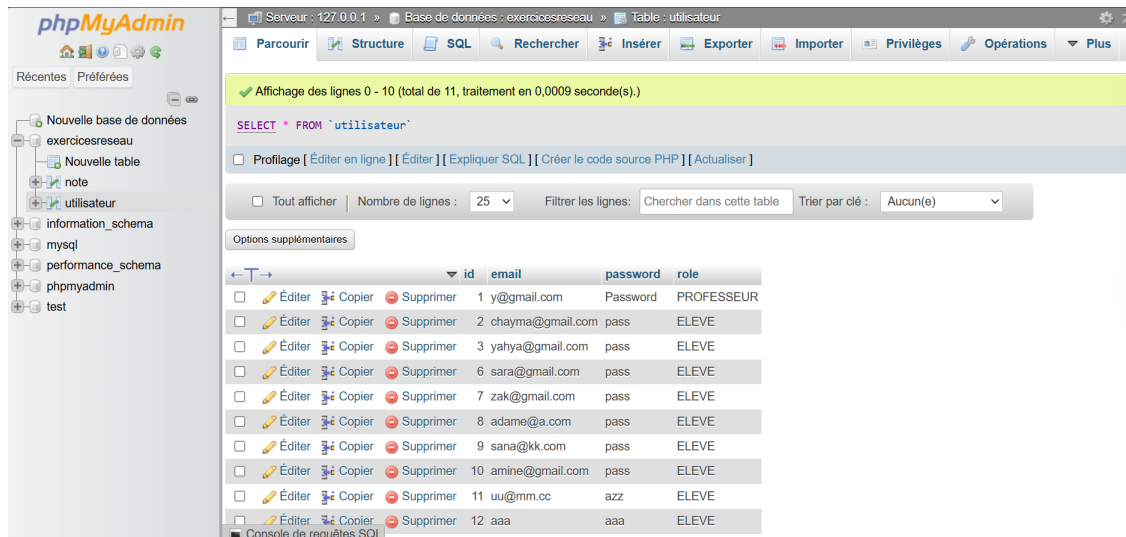 phpMyAdmin
Récentes Préférées
Nouvelle base de données
exercicesreseau
Nouvelle table
note
utilisateur
information_schema
mysql
performance_schema
phpmyadmin
test
Serveur : 127.0.0.1 » Base de données : exercicesreseau » Table : utilisateur
Parcourir Structure SQL Rechercher Insérer Exporter Importer Privilèges Opérations Plus
Affichage des lignes 0 - 10 (total de 11, traitement en 0,0009 seconde(s).)
SELECT * FROM `utilisateur`
Profilage [ Éditer en ligne ] [ Éditer ] [ Expliquer SQL ] [ Créer le code source PHP ] [ Actualiser ]
Tout afficher | Nombre de lignes : 25 Filtrer les lignes: Chercher dans cette table Trier par clé : Aucun(e)
Options supplémentaires
←T→ id email password role
Éditer Copier Supprimer 1 y@gmail.com Password PROFESSEUR
Éditer Copier Supprimer 2 chayma@gmail.com pass ELEVE
Éditer Copier Supprimer 3 yahya@gmail.com pass ELEVE
Éditer Copier Supprimer 6 sara@gmail.com pass ELEVE
Éditer Copier Supprimer 7 zak@gmail.com pass ELEVE
Éditer Copier Supprimer 8 adame@a.com pass ELEVE
Éditer Copier Supprimer 9 sana@kk.com pass ELEVE
Éditer Copier Supprimer 10 amine@gmail.com pass ELEVE
Éditer Copier Supprimer 11 uu@mm.cc azz ELEVE
Éditer Copier Supprimer 12 aaa aaa ELEVE
Console de requêtes SQL